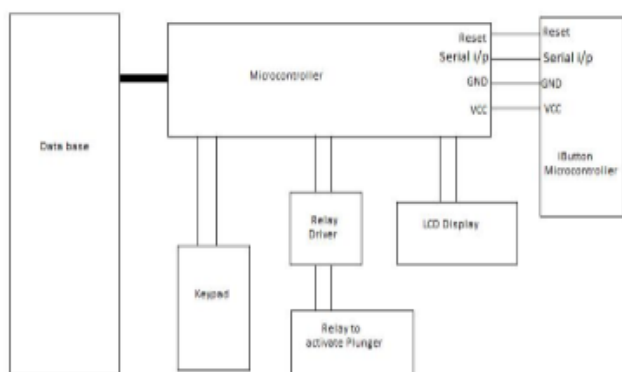 Reset
Reset
Serial i/p
Serial i/p
Microcontroller
GND
GND
VCC
VCC
Data base
IButton
Microcontroller
Relay
Driver
LCD Display
Keypad
Relay to
activate Plunger